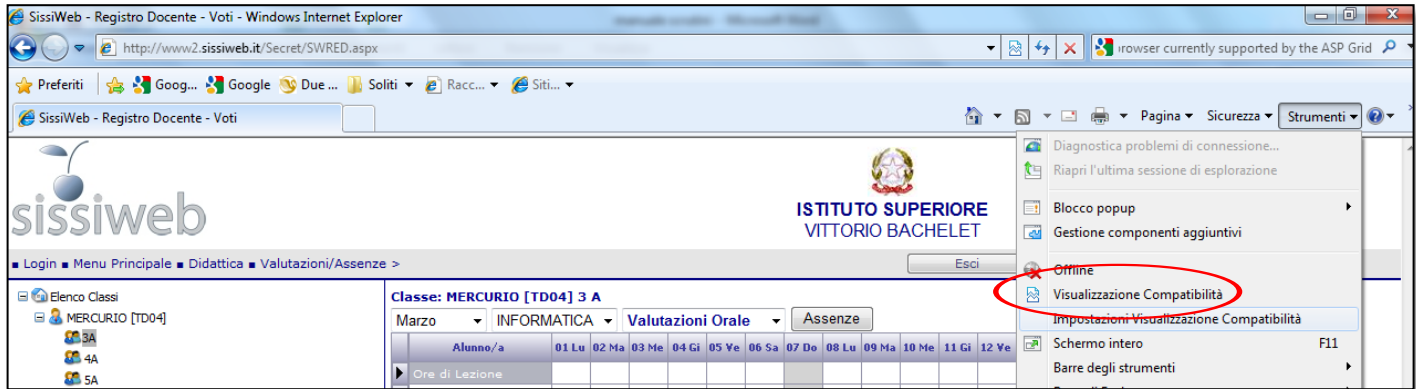 SissiWeb - Registro Docente - Voti - Windows Internet Explorer
http://www2.sissiweb.it/Secret/SWRED.aspx
rowser currently supported by the ASP Grid
Preferiti Goog... Google Due ... Soliti Racc... Siti...
SissiWeb - Registro Docente - Voti
Pagina Sicurezza Strumenti
Diagnostica problemi di connessione...
Riapri l'ultima sessione di esplorazione
Blocco popup
Gestione componenti aggiuntivi
Offline
Visualizzazione Compatibilità
Impostazioni Visualizzazione Compatibilità
Schermo intero F11
Barre degli strumenti
sissiweb
ISTITUTO SUPERIORE
VITTORIO BACHELET
Login Menu Principale Didattica Valutazioni/Assenze >
Esci
Elenco Classi
MERCURIO [TD04]
3A
4A
5A
Classe: MERCURIO [TD04] 3 A
Marzo INFORMATICA Valutazioni Orale Assenze
Alunno/a 01 Lu 02 Ma 03 Me 04 Gi 05 Ve 06 Sa 07 Do 08 Lu 09 Ma 10 Me 11 Gi 12 Ve
Ore di Lezione